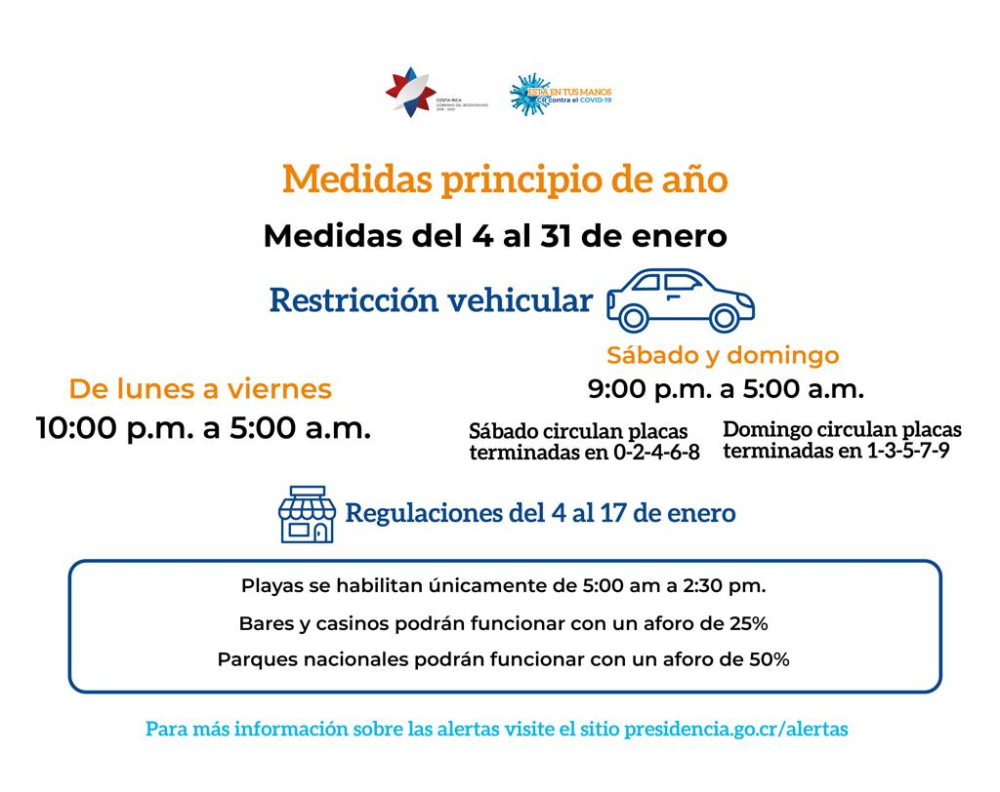 COSTA RICA
GOBIERNO DEL BICENTENARIO
2018 - 2022
ESTÁ EN TUS MANOS
CR contra el COVID-19
Medidas principio de año
Medidas del 4 al 31 de enero
Restricción vehicular
De lunes a viernes
10:00 p.m. a 5:00 a.m.
Sábado y domingo
9:00 p.m. a 5:00 a.m.
Sábado circulan placas
terminadas en 0-2-4-6-8
Domingo circulan placas
terminadas en 1-3-5-7-9
Regulaciones del 4 al 17 de enero
Playas se habilitan únicamente de 5:00 am a 2:30 pm.
Bares y casinos podrán funcionar con un aforo de 25%
Parques nacionales podrán funcionar con un aforo de 50%
Para más información sobre las alertas visite el sitio presidencia.go.cr/alertas